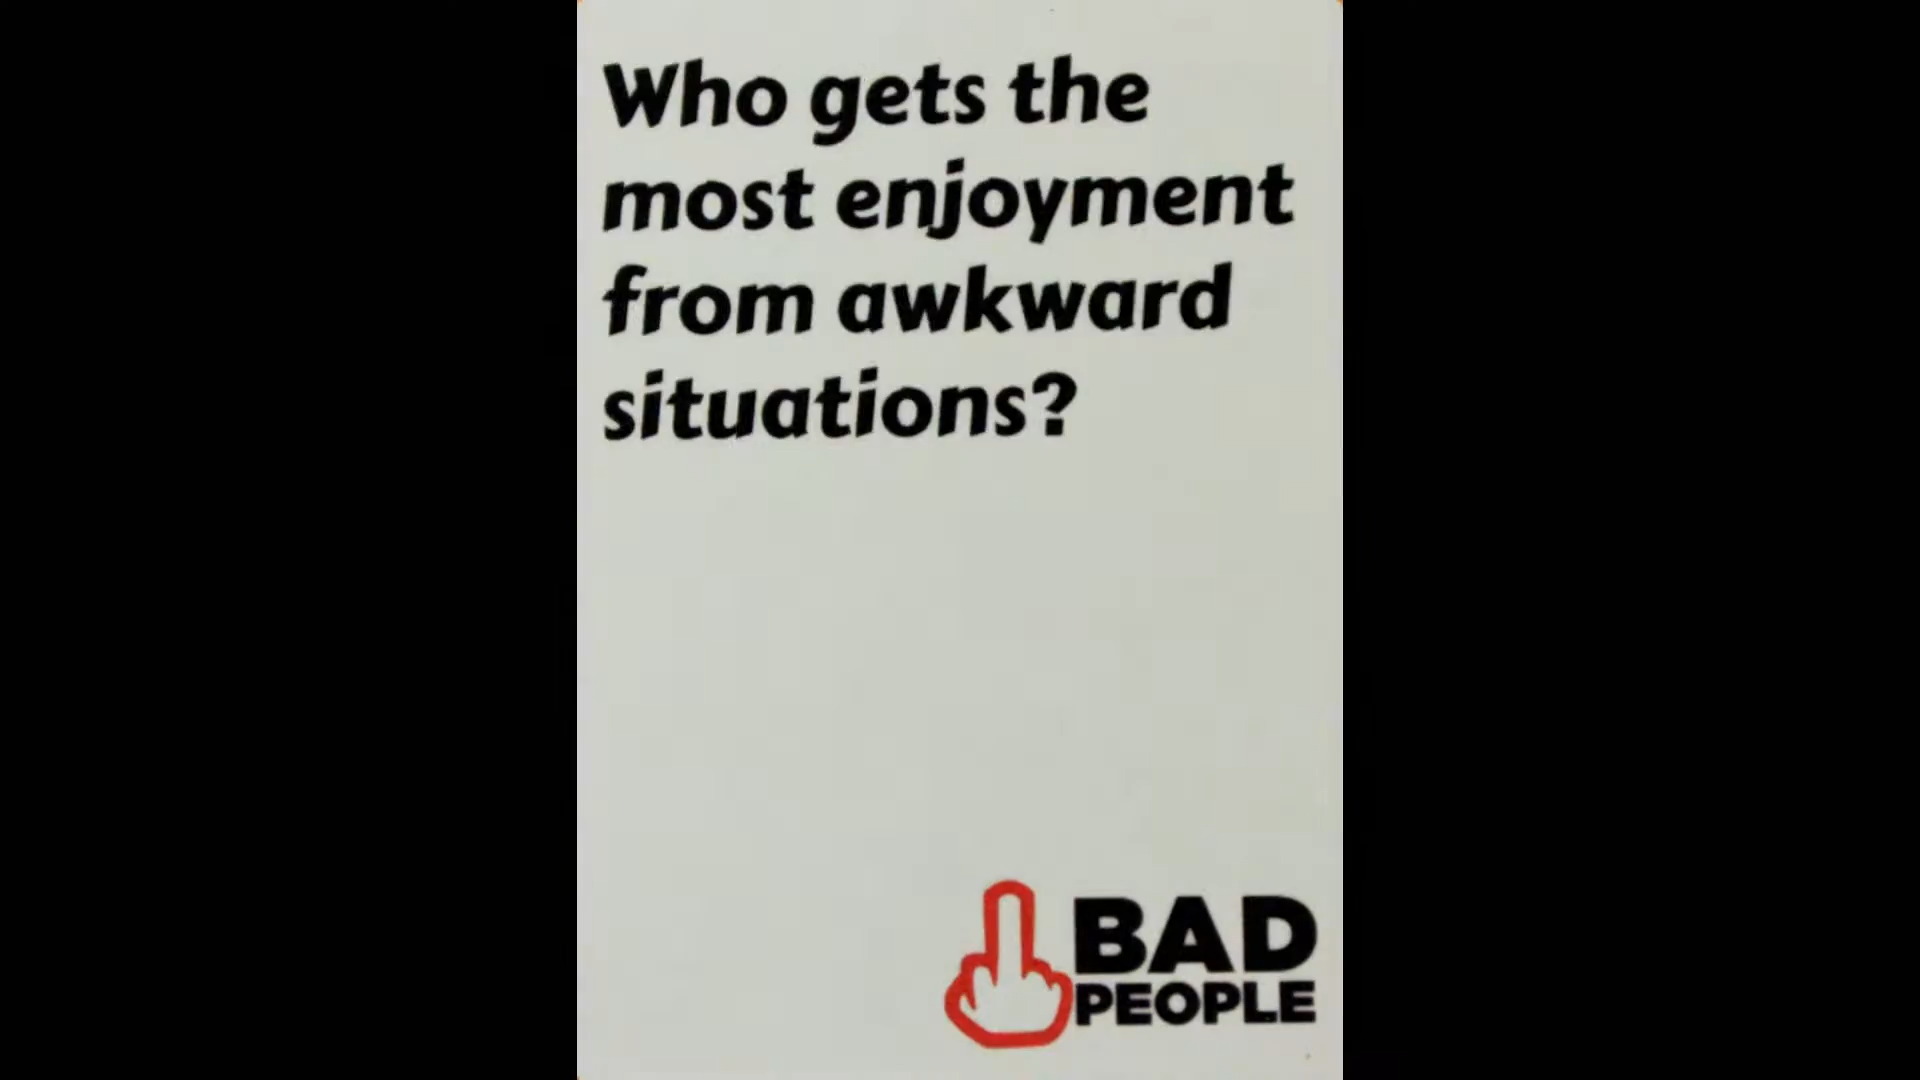 Who gets the
most enjoyment
from awkward
situations?
BAD
PEOPLE